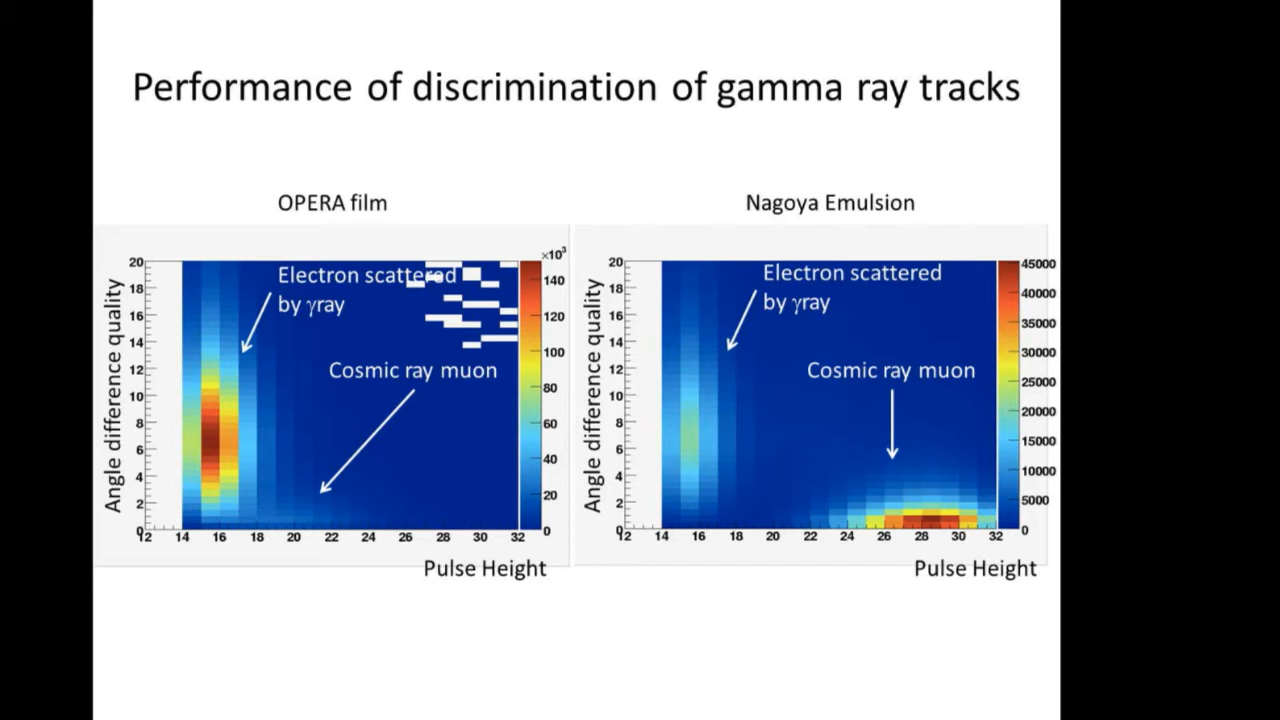 Performance of discrimination of gamma ray tracks
OPERA film
Electron scattered
by γray
Cosmic ray muon
Angle difference quality
20
18
16
14
12
10
8
6
4
2
0
12 14 16 18 20 22 24 26 28 30 32
Pulse Height
×10³
140
120
100
80
60
40
20
0
Nagoya Emulsion
Electron scattered
by γray
Cosmic ray muon
Angle difference quality
20
18
16
14
12
10
8
6
4
2
0
12 14 16 18 20 22 24 26 28 30 32
Pulse Height
45000
40000
35000
30000
25000
20000
15000
10000
5000
0